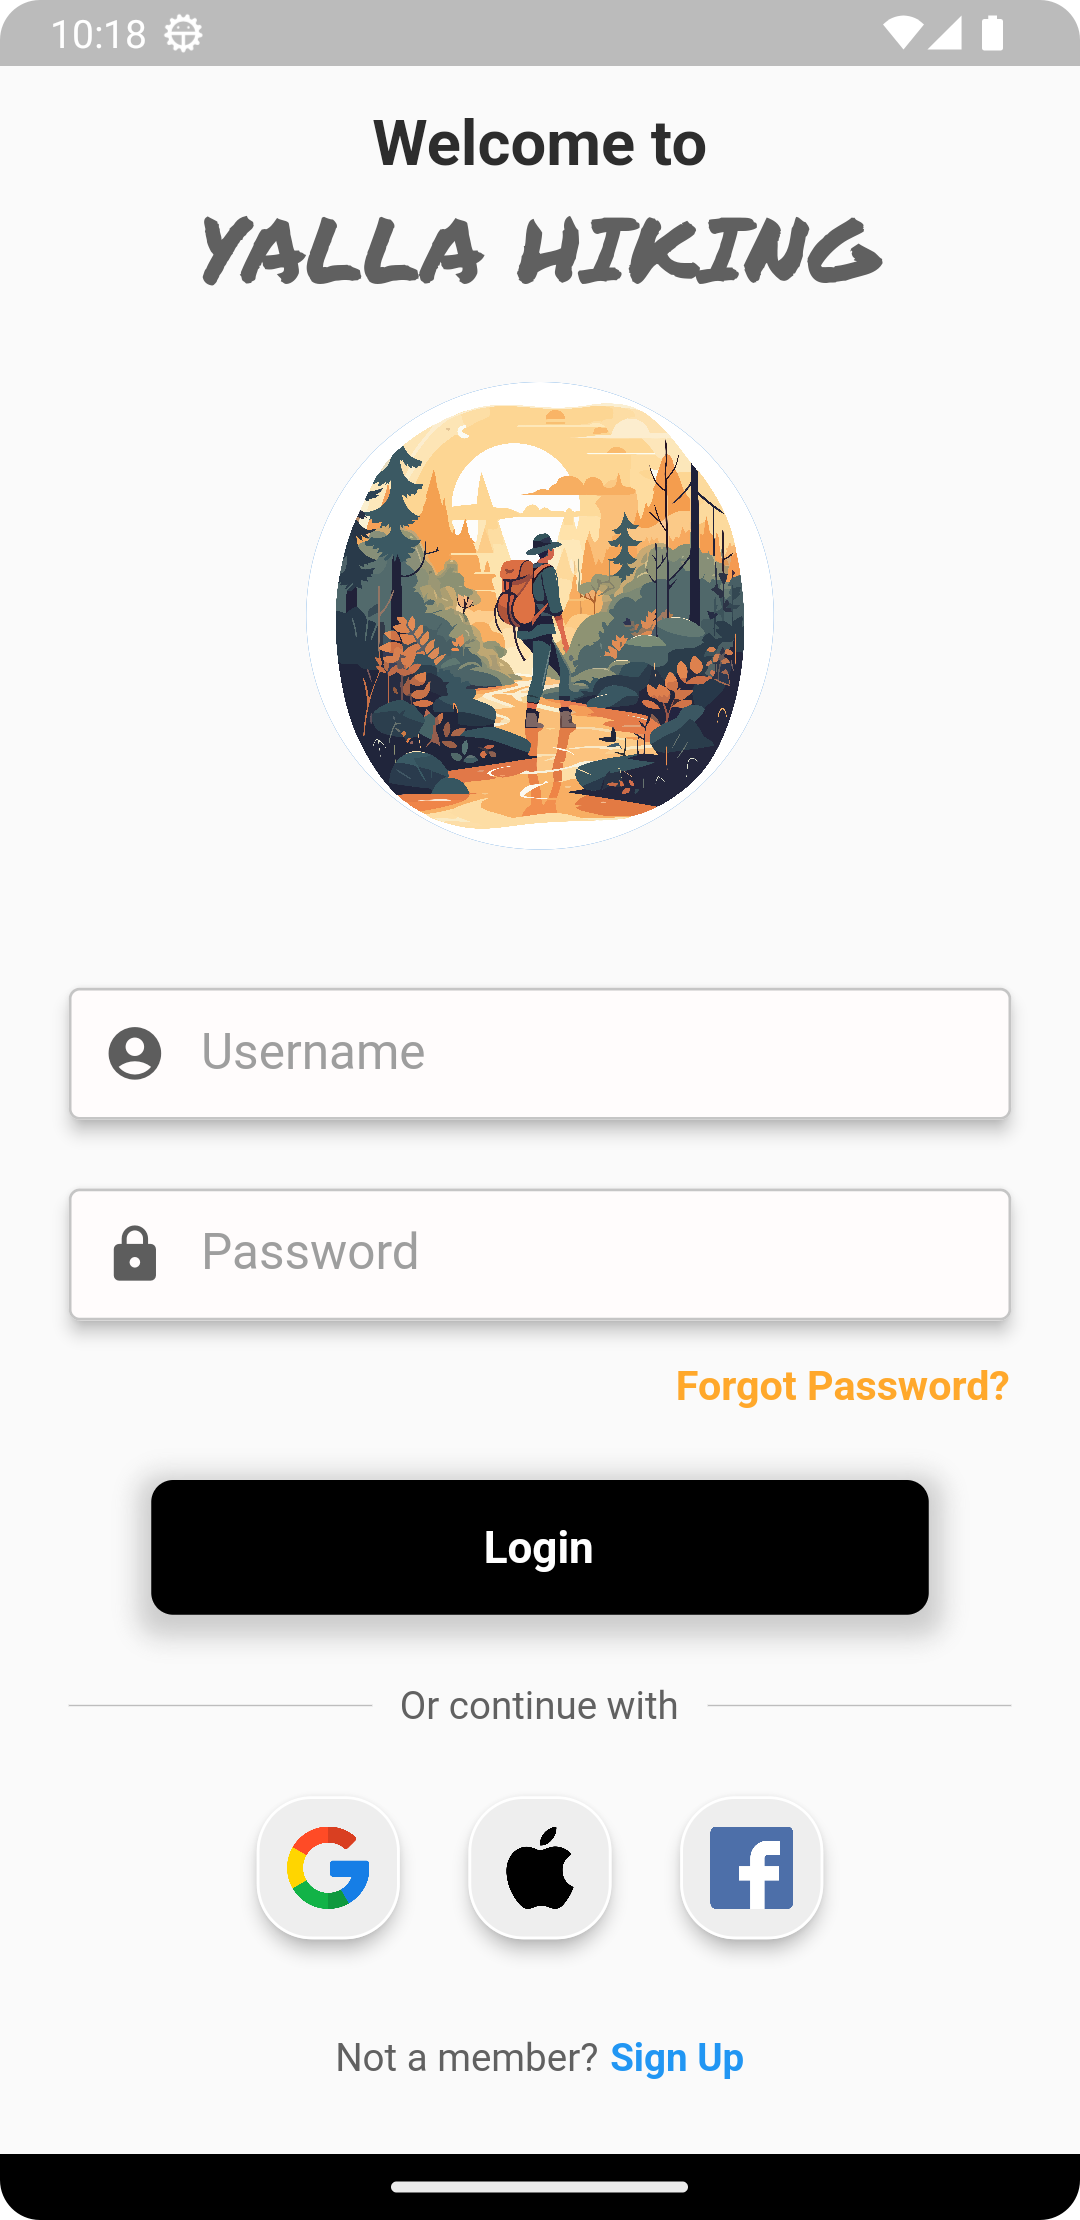 10:18
Welcome to
YALLA HIKING
Username
Password
Forgot Password?
Login
Or continue with
Not a member? Sign Up